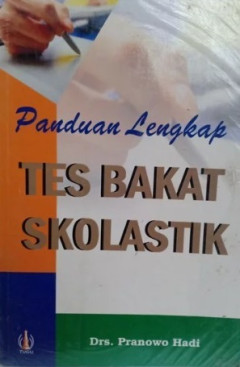 Panduan Lengkap
TES BAKAT
SKOLASTIK
Drs. Pranowo Hadi